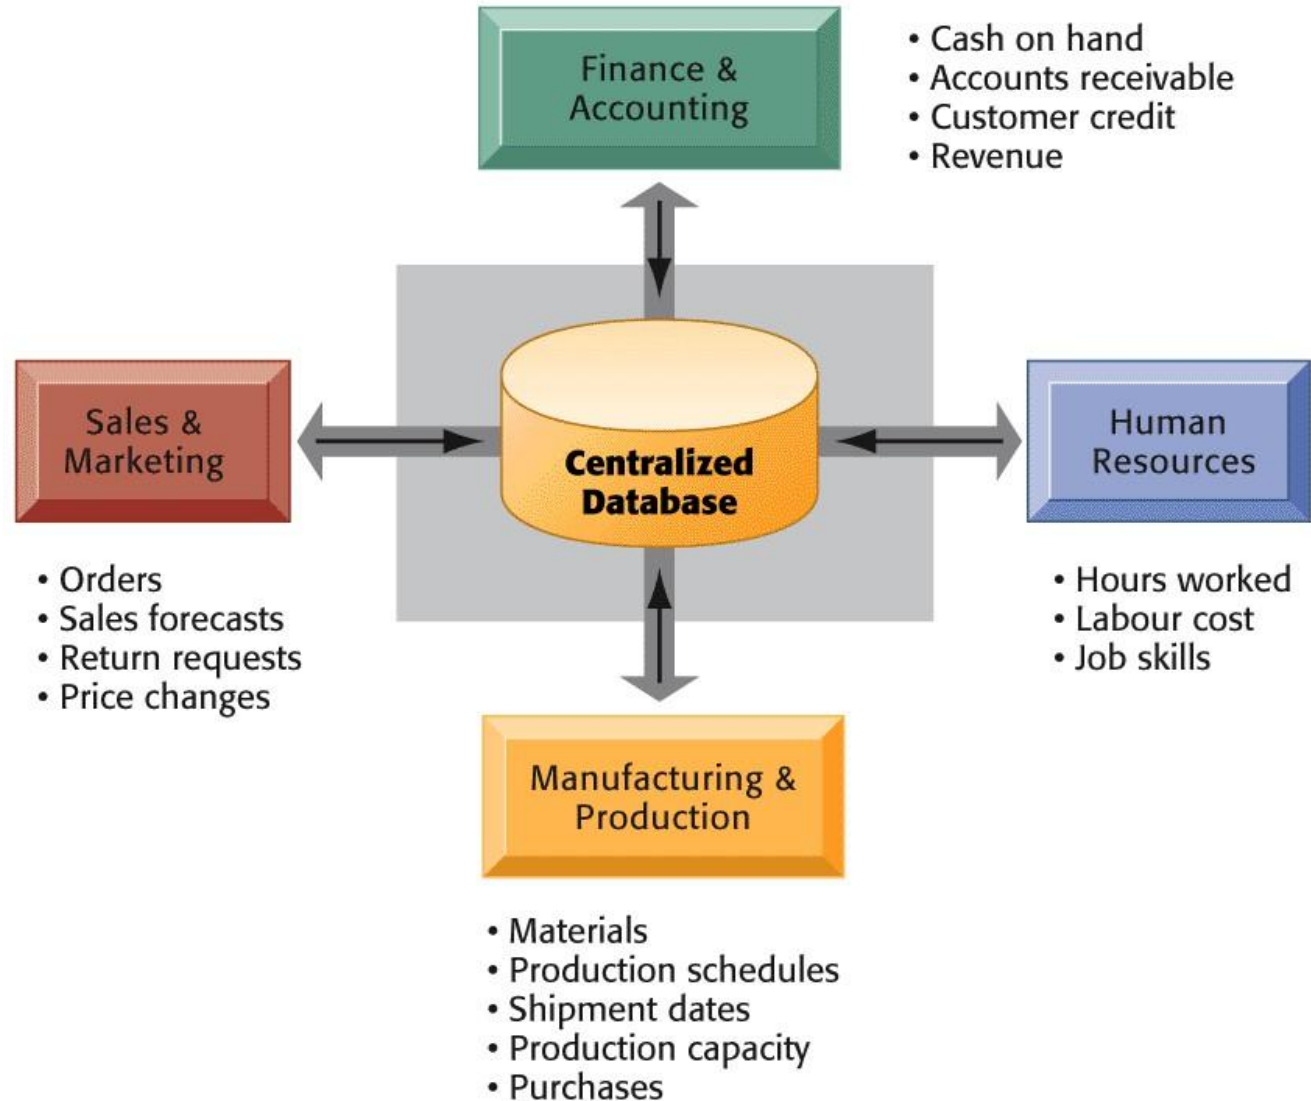 Finance &
Accounting
• Cash on hand
• Accounts receivable
• Customer credit
• Revenue
Sales &
Marketing
• Orders
• Sales forecasts
• Return requests
• Price changes
Centralized
Database
Human
Resources
• Hours worked
• Labour cost
• Job skills
Manufacturing &
Production
• Materials
• Production schedules
• Shipment dates
• Production capacity
• Purchases